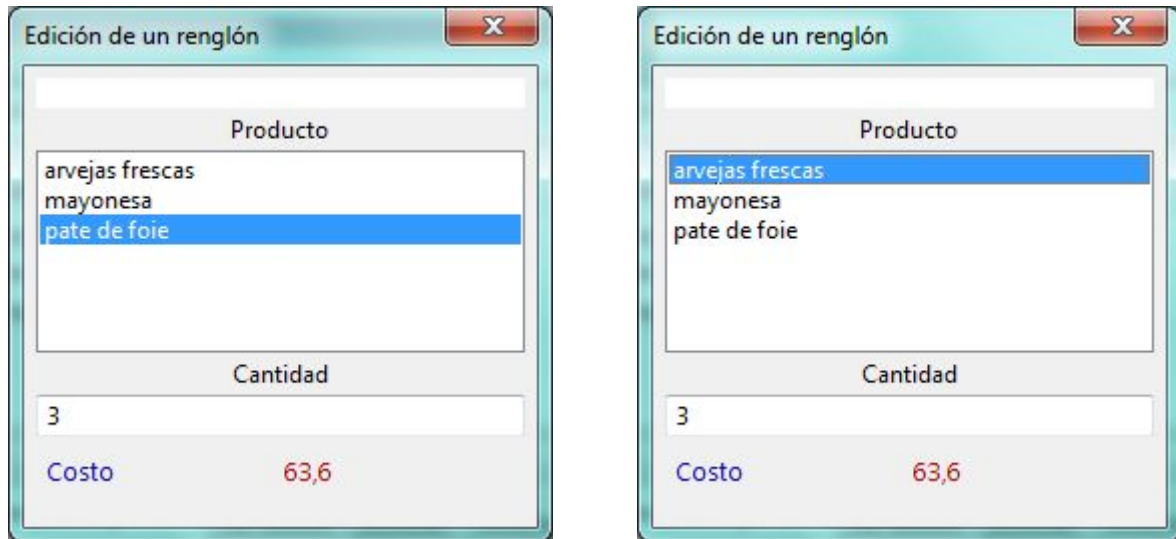 Edición de un renglón
Producto
arvejas frescas
mayonesa
pate de foie
Cantidad
3
Costo 63,6
Edición de un renglón
Producto
arvejas frescas
mayonesa
pate de foie
Cantidad
3
Costo 63,6